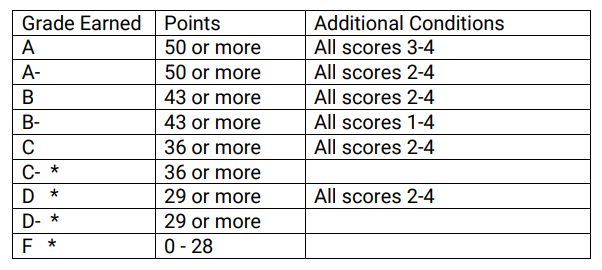 Grade Earned Points Additional Conditions
A 50 or more All scores 3-4
A- 50 or more All scores 2-4
B 43 or more All scores 2-4
B- 43 or more All scores 1-4
C 36 or more All scores 2-4
C- * 36 or more
D * 29 or more All scores 2-4
D- * 29 or more
F * 0 - 28